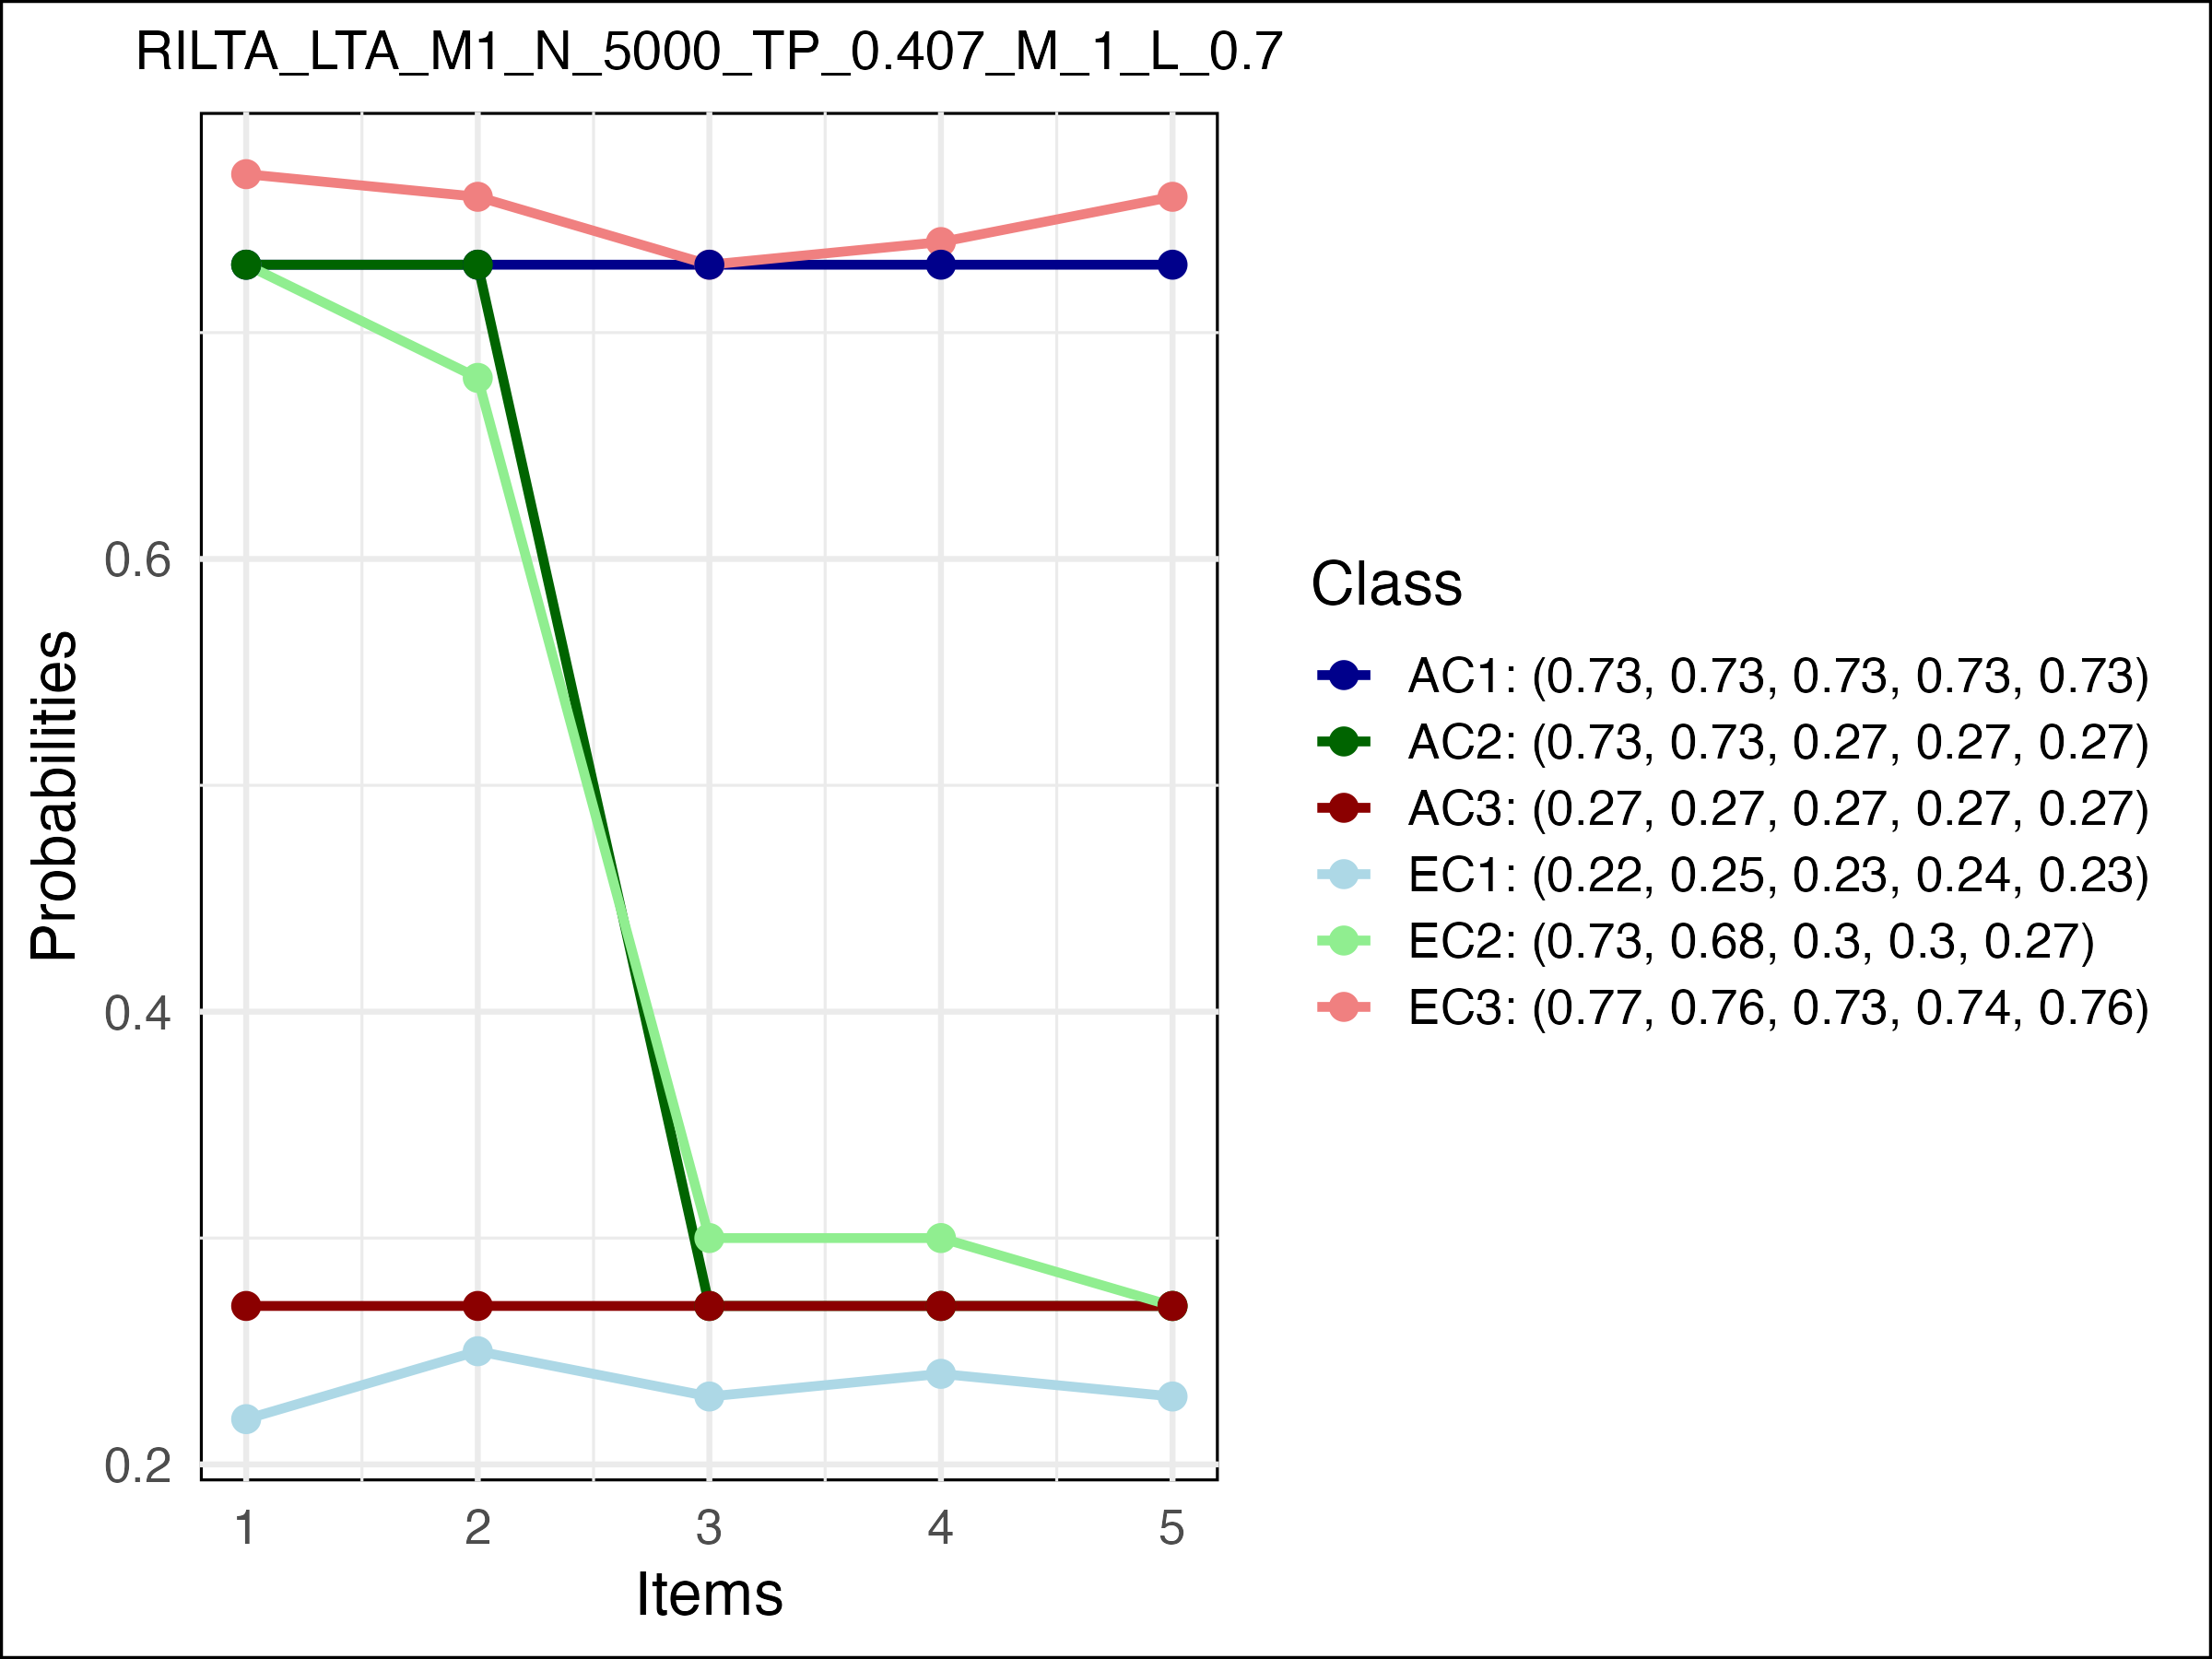 RILTA_LTA_M1_N_5000_TP_0.407_M_1_L_0.7
Probabilities
0.6
0.4
0.2
1 2 3 4 5
Items
Class
AC1: (0.73, 0.73, 0.73, 0.73, 0.73)
AC2: (0.73, 0.73, 0.27, 0.27, 0.27)
AC3: (0.27, 0.27, 0.27, 0.27, 0.27)
EC1: (0.22, 0.25, 0.23, 0.24, 0.23)
EC2: (0.73, 0.68, 0.3, 0.3, 0.27)
EC3: (0.77, 0.76, 0.73, 0.74, 0.76)